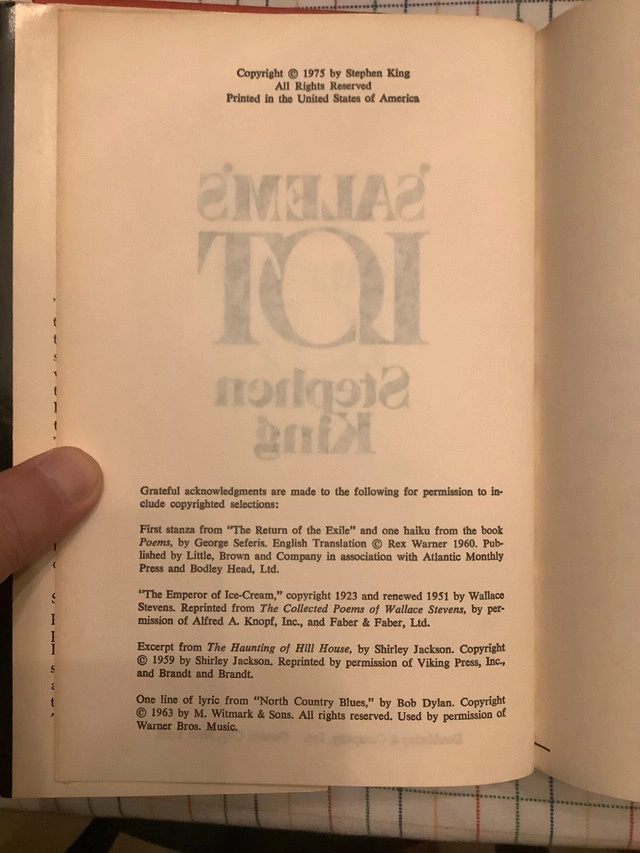 Copyright © 1975 by Stephen King
All Rights Reserved
Printed in the United States of America
'SALEM'S
LOT
Stephen
King
Grateful acknowledgments are made to the following for permission to in-
clude copyrighted selections:
First stanza from "The Return of the Exile" and one haiku from the book
Poems, by George Seferis. English Translation © Rex Warner 1960. Pub-
lished by Little, Brown and Company in association with Atlantic Monthly
Press and Bodley Head, Ltd.
"The Emperor of Ice-Cream," copyright 1923 and renewed 1951 by Wallace
Stevens. Reprinted from The Collected Poems of Wallace Stevens, by per-
mission of Alfred A. Knopf, Inc., and Faber & Faber, Ltd.
Excerpt from The Haunting of Hill House, by Shirley Jackson. Copyright
© 1959 by Shirley Jackson. Reprinted by permission of Viking Press, Inc.,
and Brandt and Brandt.
One line of lyric from "North Country Blues," by Bob Dylan. Copyright
© 1963 by M. Witmark & Sons. All rights reserved. Used by permission of
Warner Bros. Music.